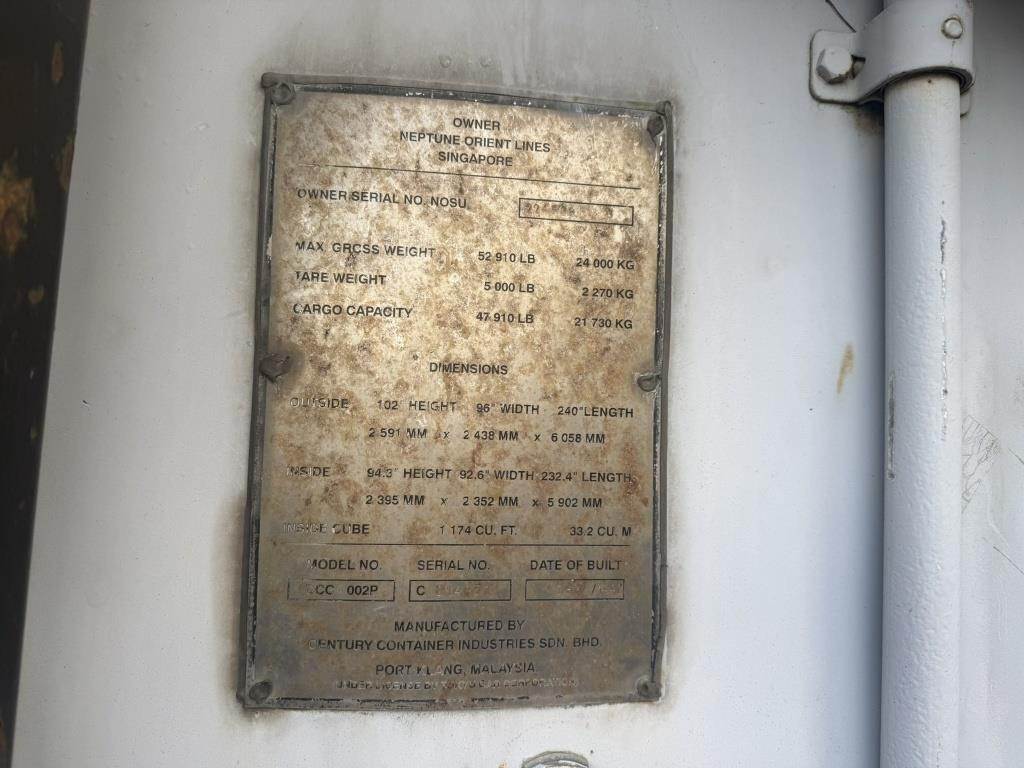 OWNER
NEPTUNE ORIENT LINES
SINGAPORE
OWNER SERIAL NO. NOSU
MAX. GROSS WEIGHT 52 910 LB 24 000 KG
TARE WEIGHT 5 000 LB 2 270 KG
CARGO CAPACITY 47 910 LB 21 730 KG
DIMENSIONS
OUTSIDE 102" HEIGHT 96" WIDTH 240" LENGTH
2 591 MM x 2 438 MM x 6 058 MM
INSIDE 94.3" HEIGHT 92.6" WIDTH 232.4" LENGTH
2 395 MM x 2 352 MM x 5 902 MM
INSIDE CUBE 1 174 CU. FT. 33.2 CU. M
MODEL NO. SERIAL NO. DATE OF BUILT
002P C
MANUFACTURED BY
CENTURY CONTAINER INDUSTRIES SDN. BHD.
PORT KLANG, MALAYSIA
UNDER LICENSE BY CORPORATION